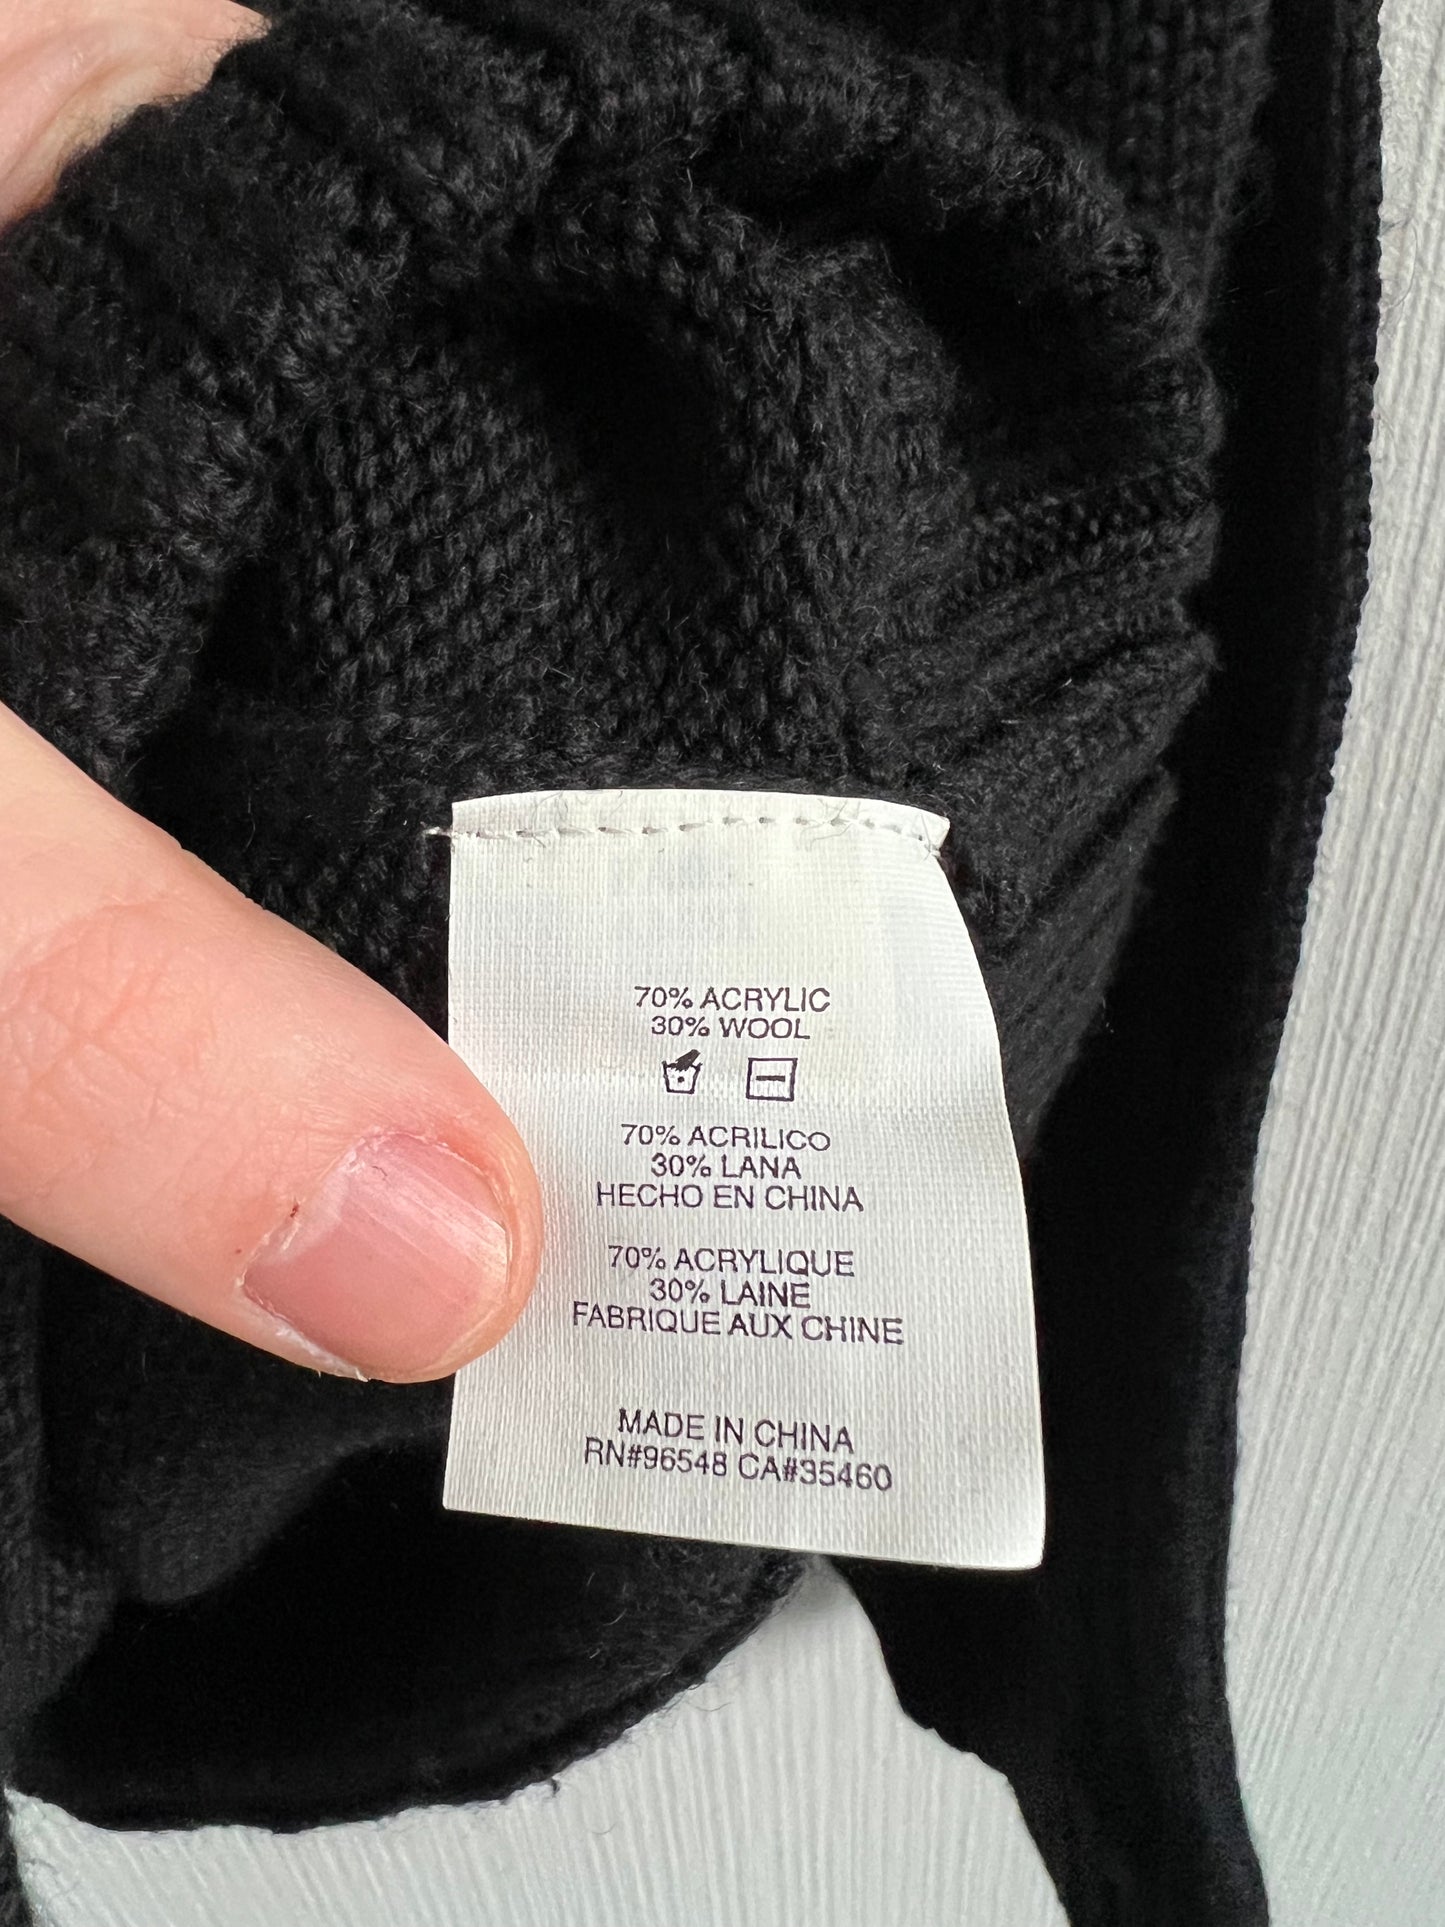 70% ACRYLIC
30% WOOL
70% ACRILICO
30% LANA
HECHO EN CHINA
70% ACRYLIQUE
30% LAINE
FABRIQUE AUX CHINE
MADE IN CHINA
RN#96548 CA#35460